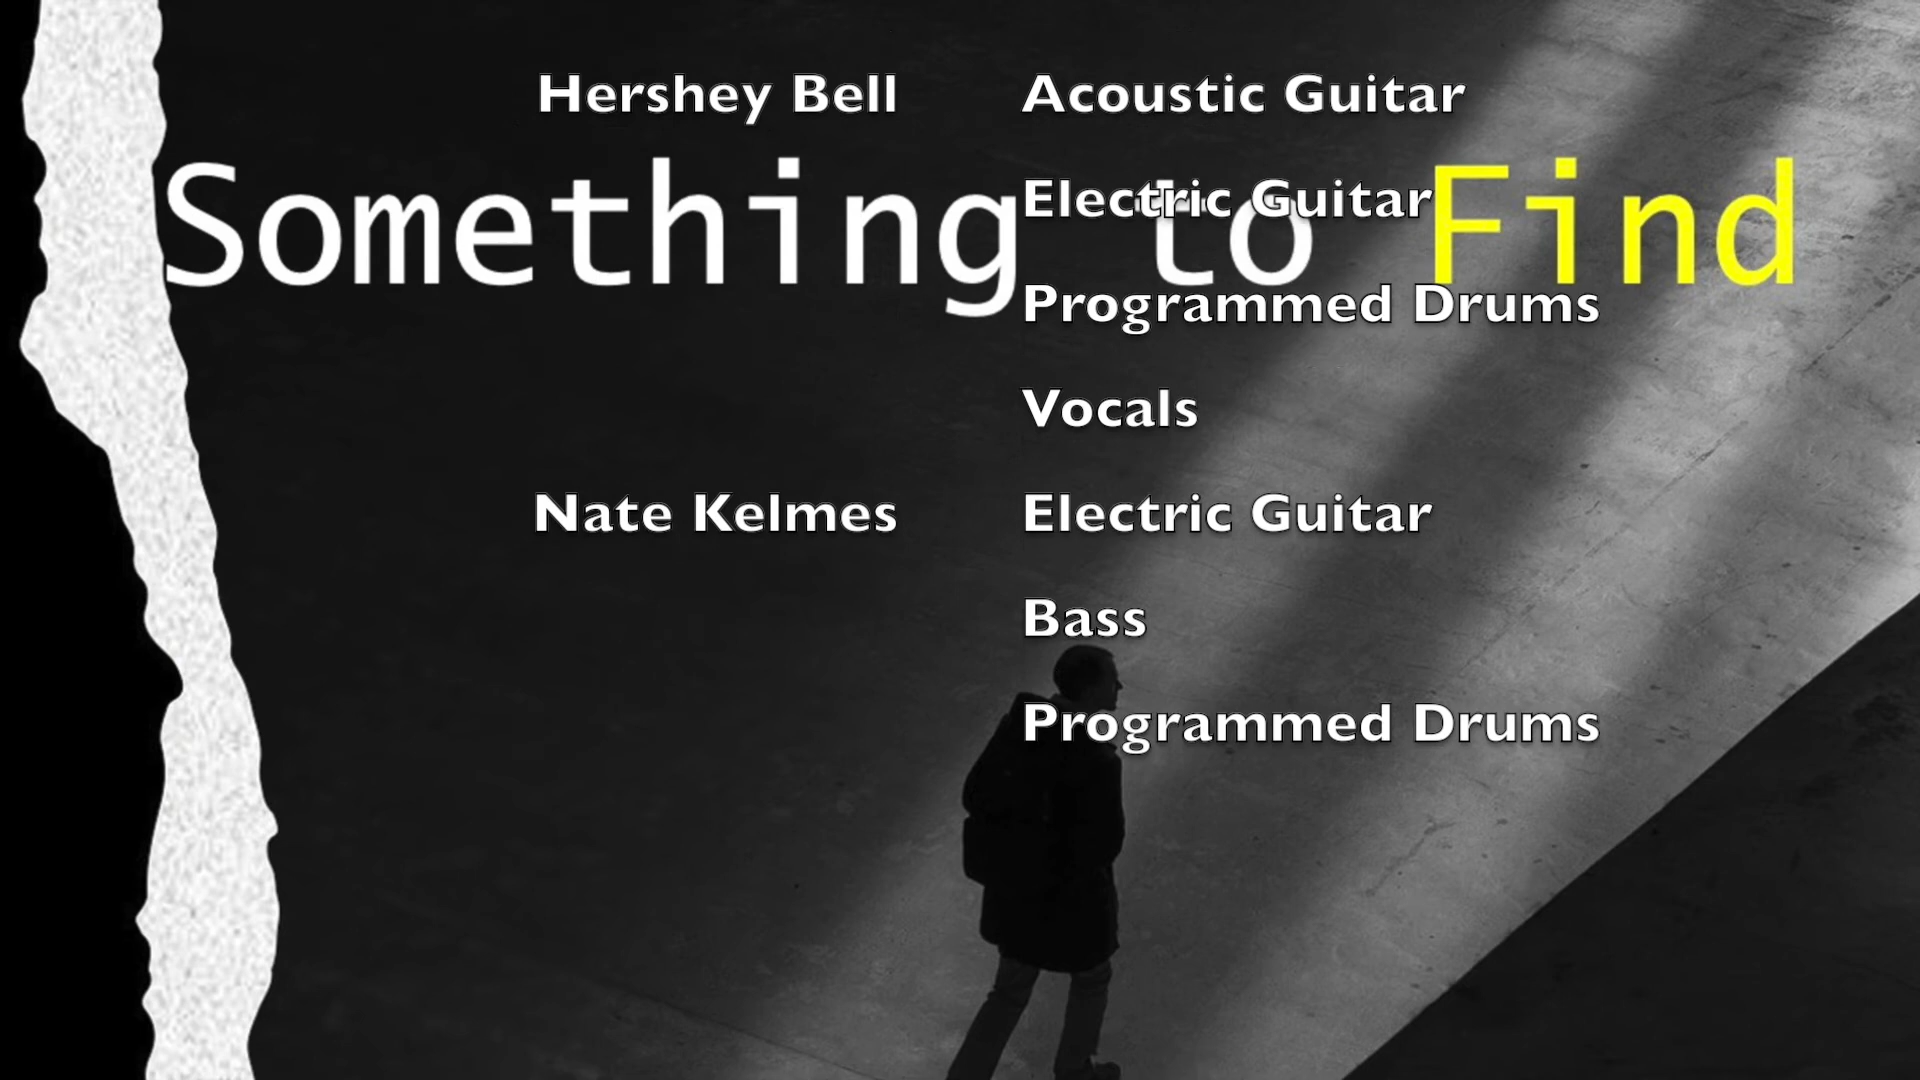 Hershey Bell Acoustic Guitar
Something to Find
Electric Guitar
Programmed Drums
Vocals
Nate Kelmes Electric Guitar
Bass
Programmed Drums